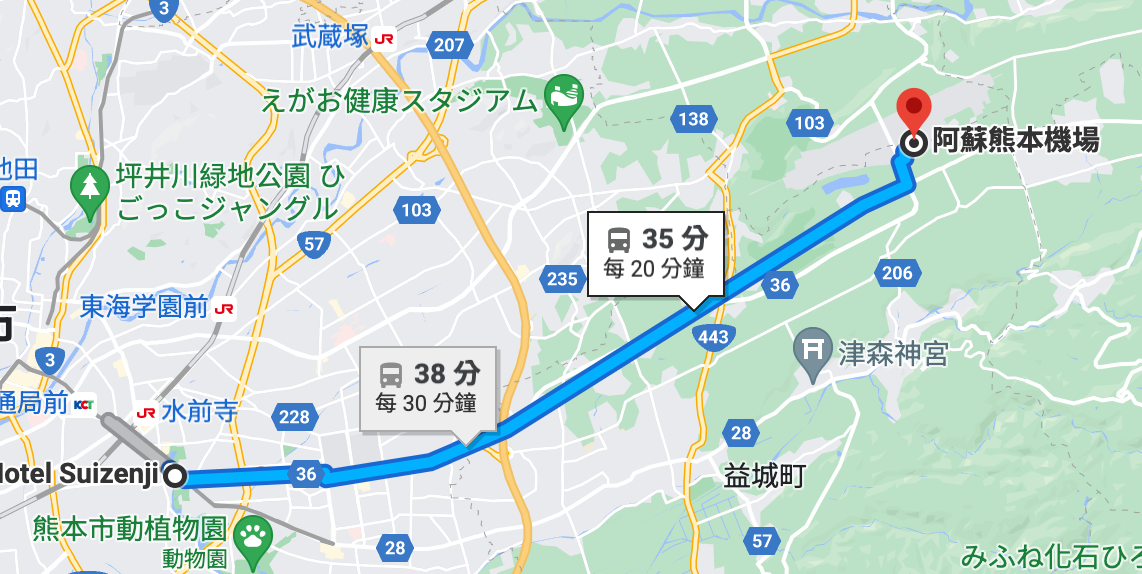 3
武蔵塚 JR
207
えがお健康スタジアム
138
103
阿蘇熊本機場
池田
坪井川緑地公園 ひ
ごっこジャングル
103
57
35 分
每 20 分鐘
235
36
206
東海学園前 JR
443
津森神宮
3
38 分
每 30 分鐘
通局前 KCT
JR 水前寺
228
28
益城町
Hotel Suizenji
36
熊本市動植物園
動物園
28
57
みふね化石ひろ